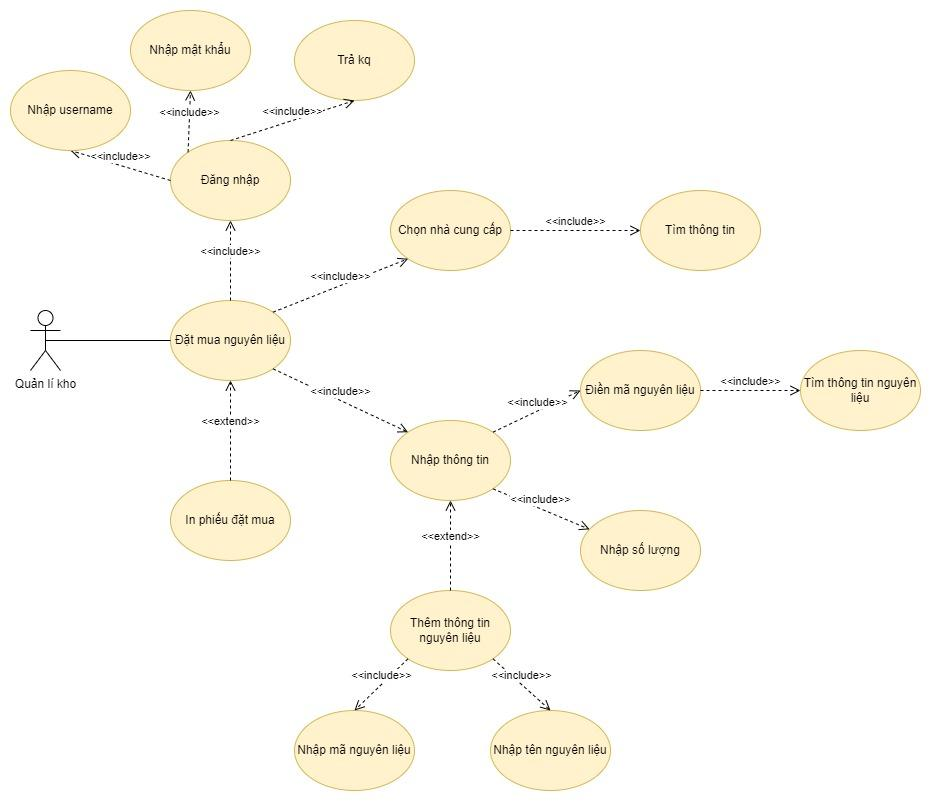 Nhập mật khẩu
Trả kq
Nhập username
<<include>>
<<include>>
<<include>>
Đăng nhập
<<include>>
Chọn nhà cung cấp
<<include>>
Tìm thông tin
<<include>>
Đặt mua nguyên liệu
Quản lí kho
<<include>>
<<extend>>
Điền mã nguyên liệu
<<include>>
Tìm thông tin nguyên
liệu
<<include>>
Nhập thông tin
<<include>>
In phiếu đặt mua
<<extend>>
Nhập số lượng
Thêm thông tin
nguyên liệu
<<include>>
<<include>>
Nhập mã nguyên liệu
Nhập tên nguyên liệu